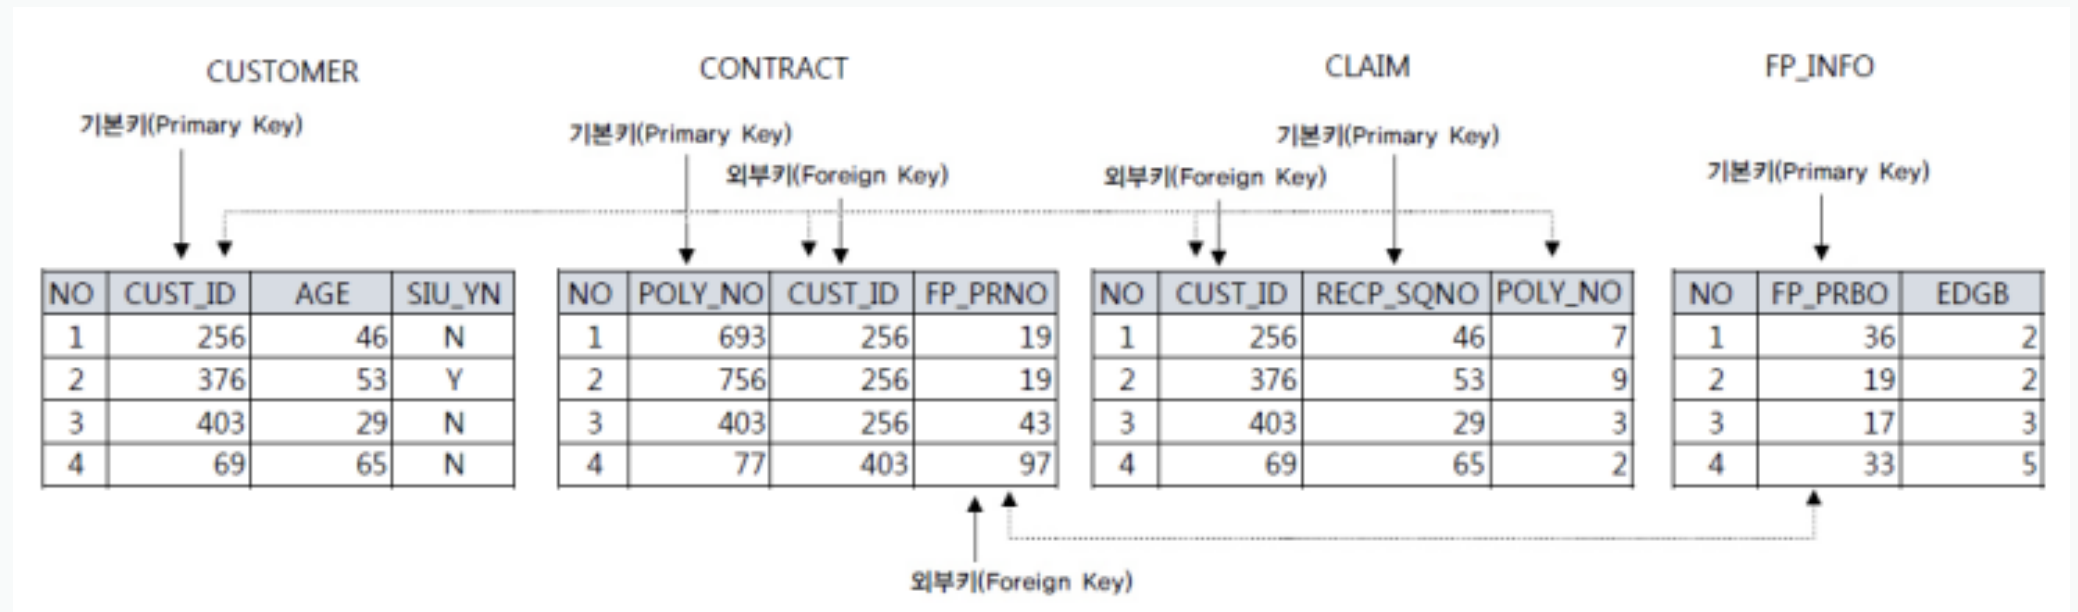 CUSTOMER
CONTRACT
CLAIM
FP_INFO
기본키(Primary Key)
기본키(Primary Key)
외부키(Foreign Key)
외부키(Foreign Key)
기본키(Primary Key)
기본키(Primary Key)
NO CUST_ID AGE SIU_YN
1 256 46 N
2 376 53 Y
3 403 29 N
4 69 65 N
NO POLY_NO CUST_ID FP_PRNO
1 693 256 19
2 756 256 19
3 403 256 43
4 77 403 97
NO CUST_ID RECP_SQNO POLY_NO
1 256 46 7
2 376 53 9
3 403 29 3
4 69 65 2
NO FP_PRBO EDGB
1 36 2
2 19 2
3 17 3
4 33 5
외부키(Foreign Key)